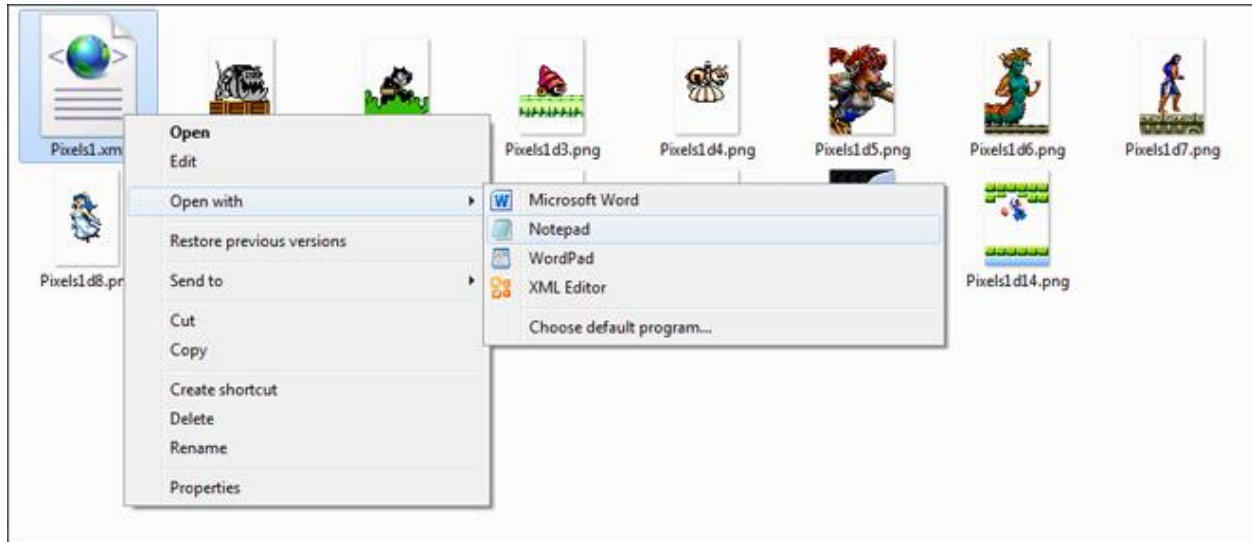 Pixels1.xm
Pixels1d3.png
Pixels1d4.png
Pixels1d5.png
Pixels1d6.png
Pixels1d7.png
Pixels1d8.pn
Pixels1d14.png
Open
Edit
Open with
Restore previous versions
Send to
Cut
Copy
Create shortcut
Delete
Rename
Properties
Microsoft Word
Notepad
WordPad
XML Editor
Choose default program...